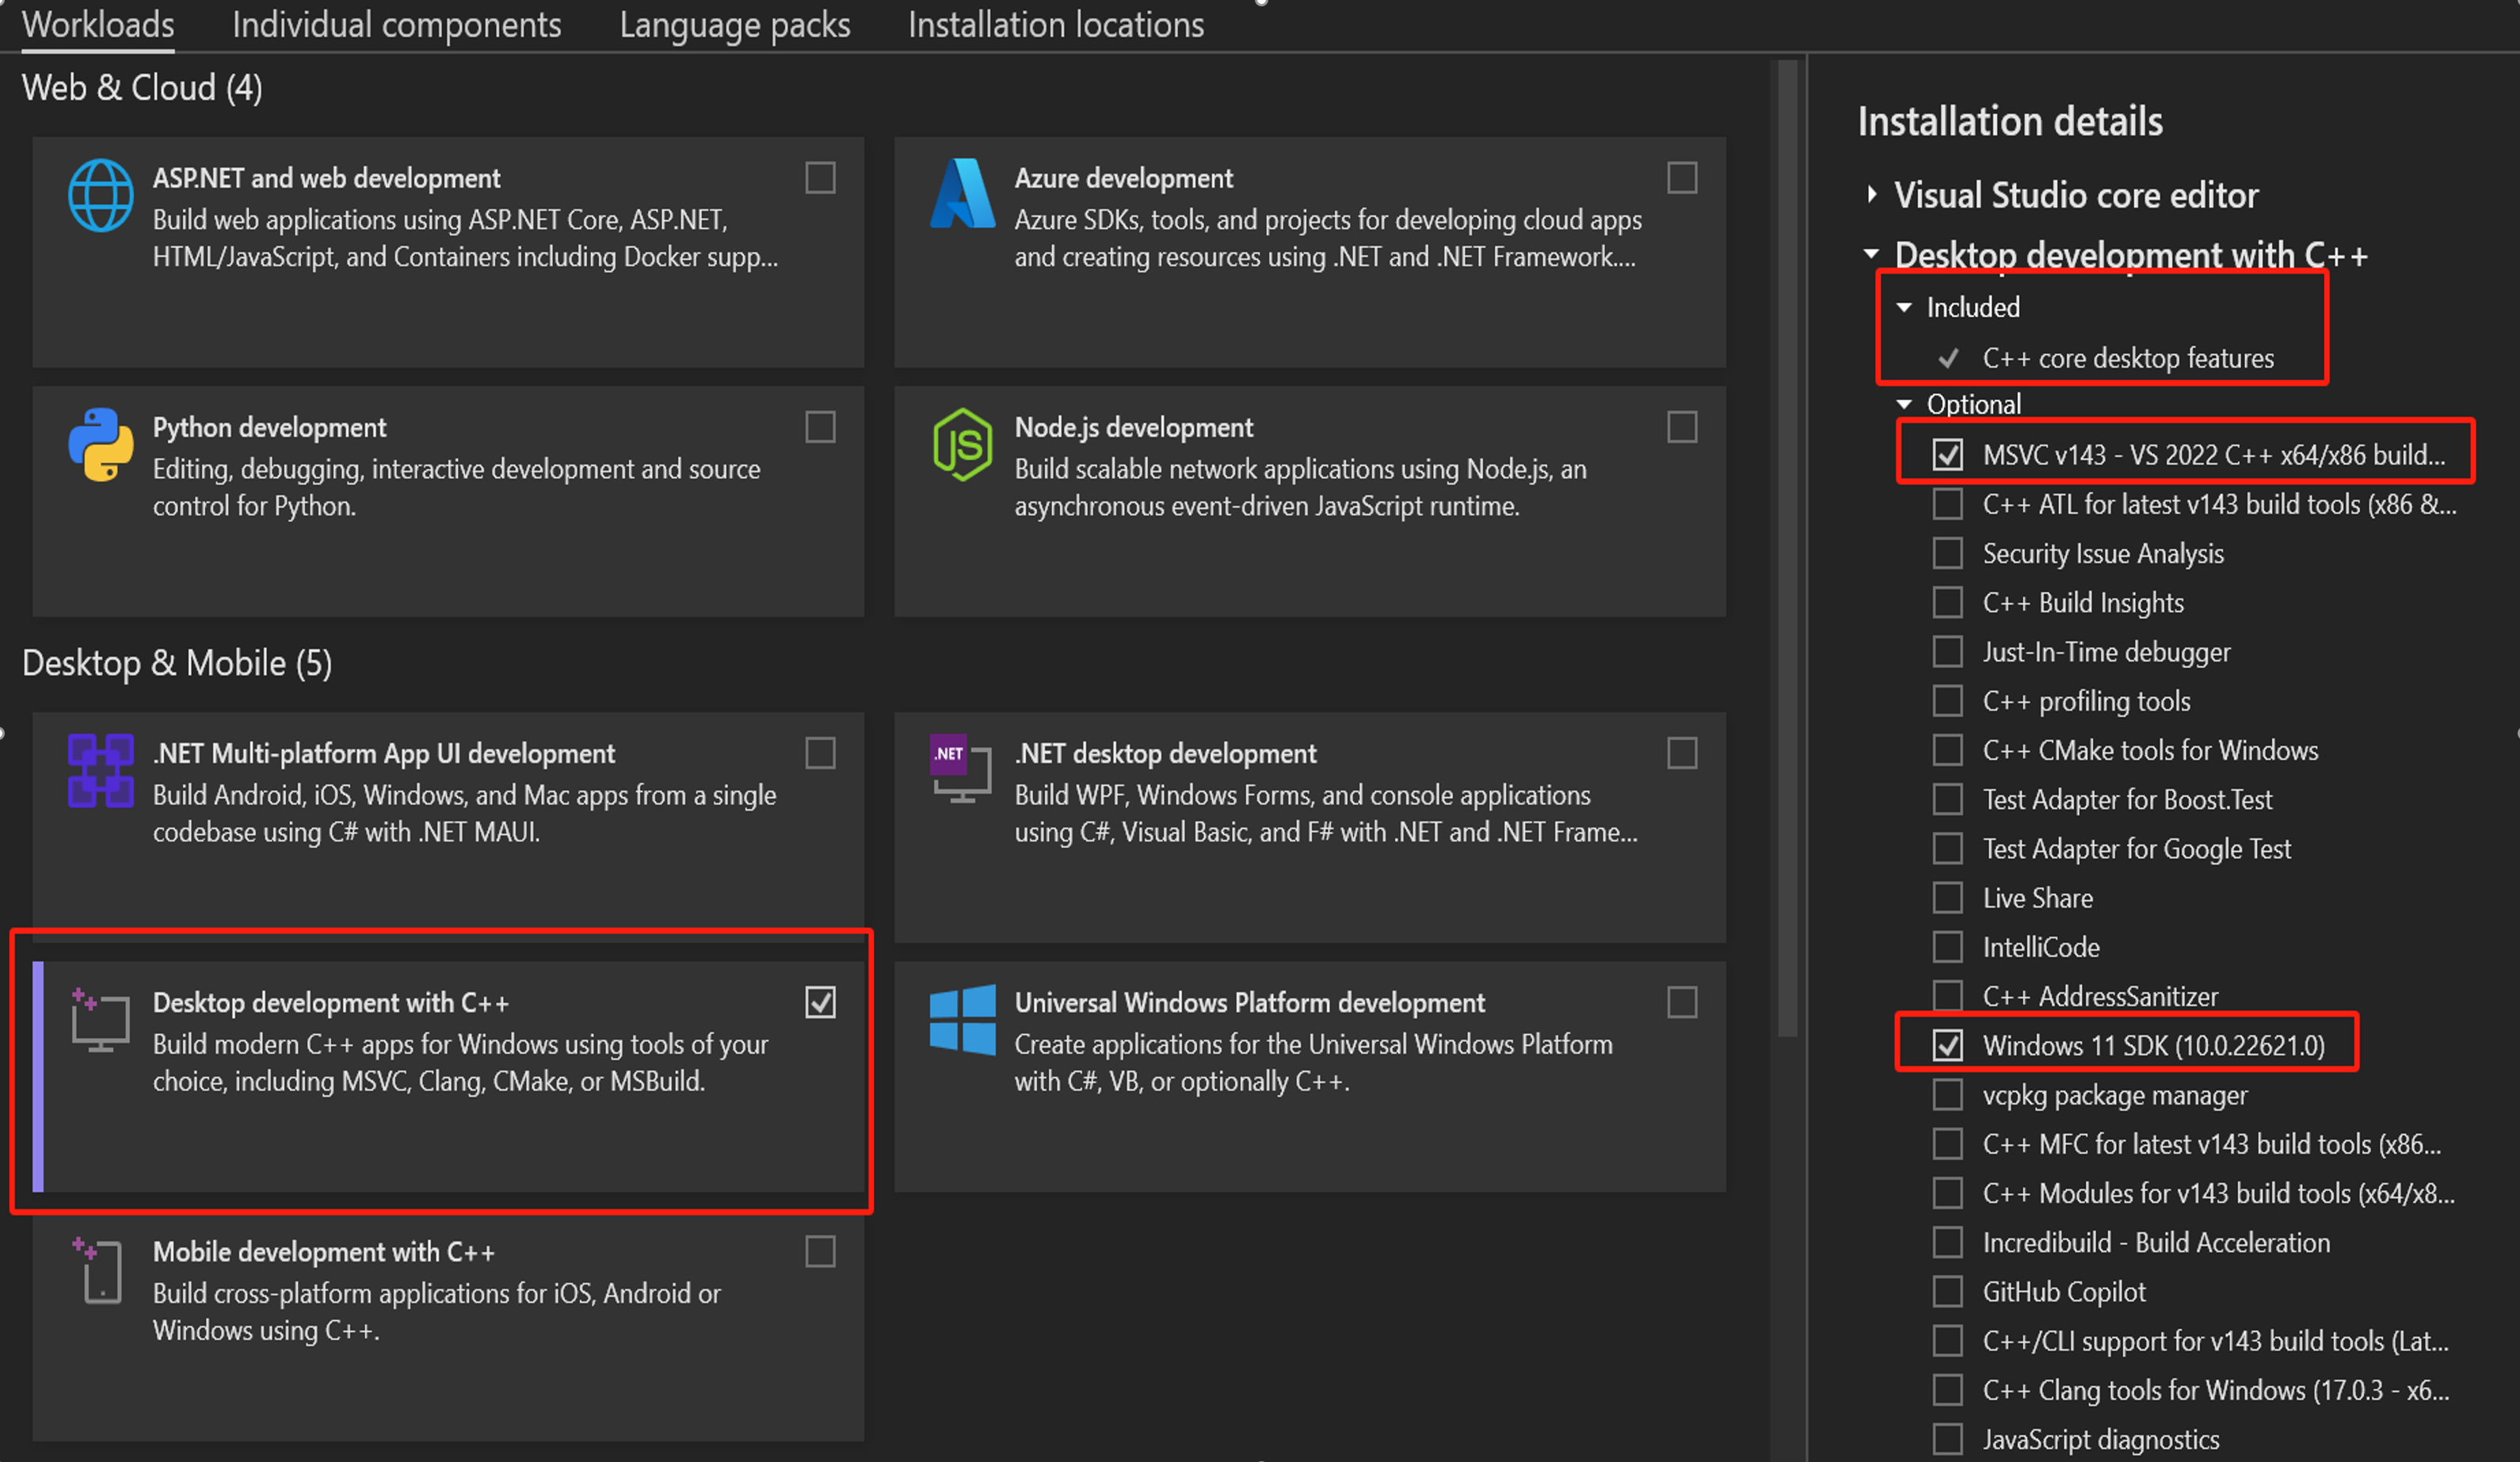 Workloads
Individual components
Language packs
Installation locations
Web & Cloud (4)
ASP.NET and web development
Build web applications using ASP.NET Core, ASP.NET,
HTML/JavaScript, and Containers including Docker supp...
Azure development
Azure SDKs, tools, and projects for developing cloud apps
and creating resources using .NET and .NET Framework....
Python development
Editing, debugging, interactive development and source
control for Python.
JS
Node.js development
Build scalable network applications using Node.js, an
asynchronous event-driven JavaScript runtime.
Desktop & Mobile (5)
.NET Multi-platform App UI development
Build Android, iOS, Windows, and Mac apps from a single
codebase using C# with .NET MAUI.
.NET
.NET desktop development
Build WPF, Windows Forms, and console applications
using C#, Visual Basic, and F# with .NET and .NET Frame...
Desktop development with C++
Build modern C++ apps for Windows using tools of your
choice, including MSVC, Clang, CMake, or MSBuild.
Universal Windows Platform development
Create applications for the Universal Windows Platform
with C#, VB, or optionally C++.
Mobile development with C++
Build cross-platform applications for iOS, Android or
Windows using C++.
Installation details
Visual Studio core editor
Desktop development with C++
Included
C++ core desktop features
Optional
MSVC v143 - VS 2022 C++ x64/x86 build...
C++ ATL for latest v143 build tools (x86 &...
Security Issue Analysis
C++ Build Insights
Just-In-Time debugger
C++ profiling tools
C++ CMake tools for Windows
Test Adapter for Boost.Test
Test Adapter for Google Test
Live Share
IntelliCode
C++ AddressSanitizer
Windows 11 SDK (10.0.22621.0)
vcpkg package manager
C++ MFC for latest v143 build tools (x86...
C++ Modules for v143 build tools (x64/x8...
Incredibuild - Build Acceleration
GitHub Copilot
C++/CLI support for v143 build tools (Lat...
C++ Clang tools for Windows (17.0.3 - x6...
JavaScript diagnostics